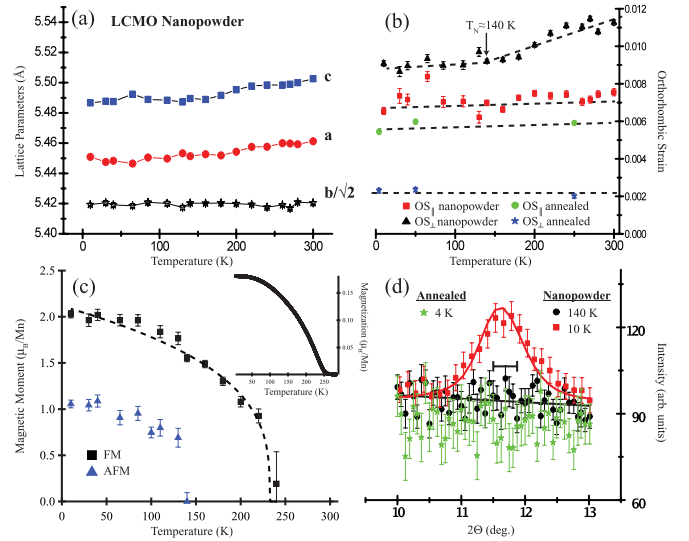 (a) LCMO Nanopowder
Lattice Parameters (Å)
5.54
5.52
5.50
5.48
5.46
5.44
5.42
5.40
c
a
b/√2
0 50 100 150 200 250 300
Temperature (K)
(b)
T_N≈140 K
0.012
0.010
0.008
0.006
0.004
0.002
0.000
Orthorhombic Strain
OS∥ nanopowder
OS∥ annealed
OS⊥ nanopowder
OS⊥ annealed
0 100 200 300
Temperature (K)
(c)
Magnetic Moment (μB/Mn)
2.5
2.0
1.5
1.0
0.5
0.0
FM
AFM
0 50 100 150 200 250 300
Temperature (K)
0.15
0.10
0.05
Magnetization (μB/Mn)
50 100 150 200 250 300
Temperature (K)
(d)
Annealed
4 K
Nanopowder
140 K
10 K
120
90
60
Intensity (arb. units)
10 11 12 13
2Θ (deg.)